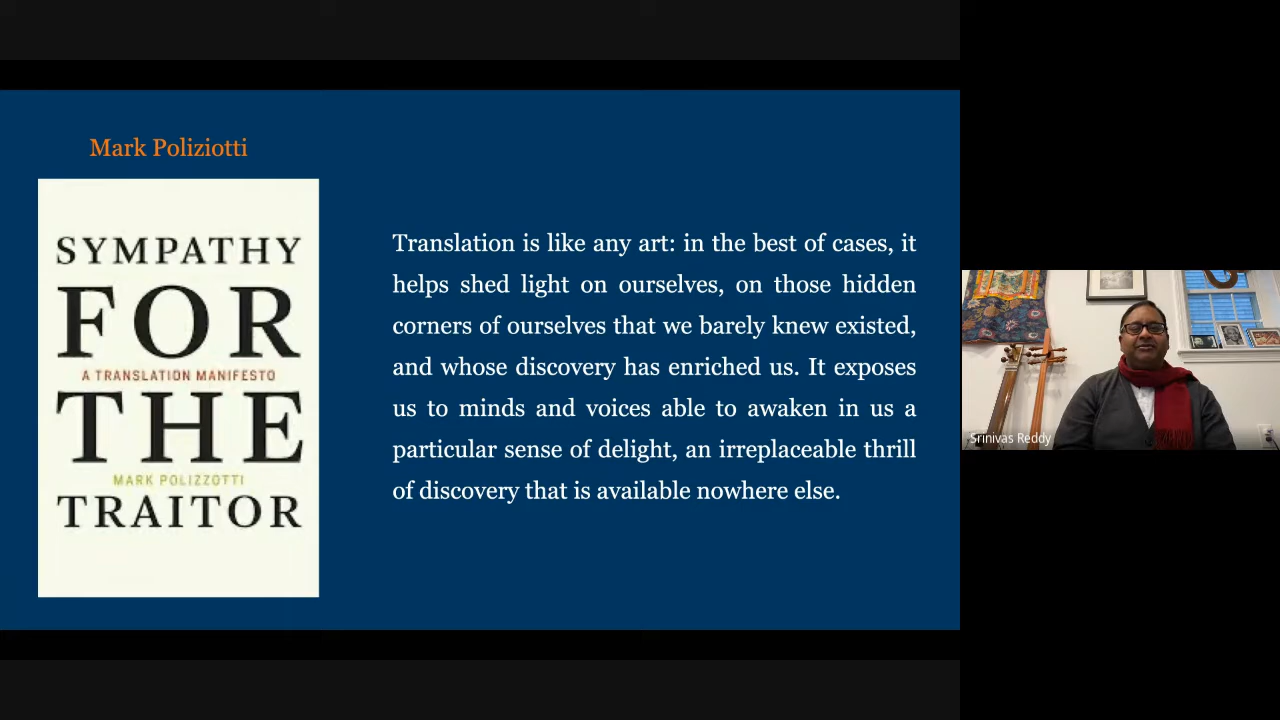 Mark Poliziotti
SYMPATHY
FOR
A TRANSLATION MANIFESTO
THE
MARK POLIZZOTTI
TRAITOR
Translation is like any art: in the best of cases, it
helps shed light on ourselves, on those hidden
corners of ourselves that we barely knew existed,
and whose discovery has enriched us. It exposes
us to minds and voices able to awaken in us a
particular sense of delight, an irreplaceable thrill
of discovery that is available nowhere else.
Srinivas Reddy